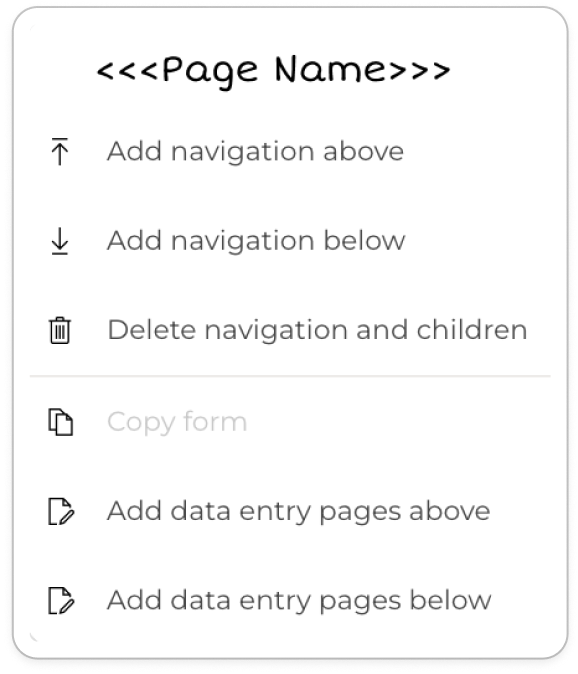 <<<Page Name>>>
Add navigation above
Add navigation below
Delete navigation and children
Copy form
Add data entry pages above
Add data entry pages below